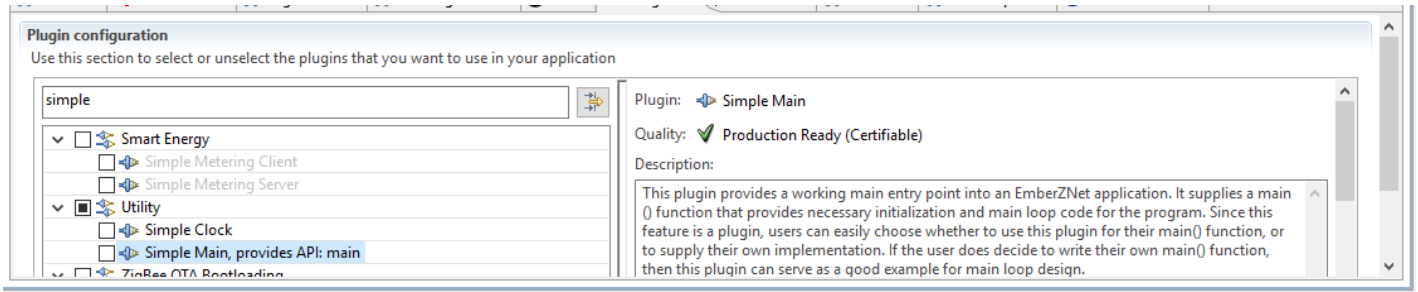 Plugin configuration
Use this section to select or unselect the plugins that you want to use in your application
simple
Smart Energy
Simple Metering Client
Simple Metering Server
Utility
Simple Clock
Simple Main, provides API: main
ZigBee OTA Bootloading
Plugin: Simple Main
Quality: Production Ready (Certifiable)
Description:
This plugin provides a working main entry point into an EmberZNet application. It supplies a main
() function that provides necessary initialization and main loop code for the program. Since this
feature is a plugin, users can easily choose whether to use this plugin for their main() function, or
to supply their own implementation. If the user does decide to write their own main() function,
then this plugin can serve as a good example for main loop design.